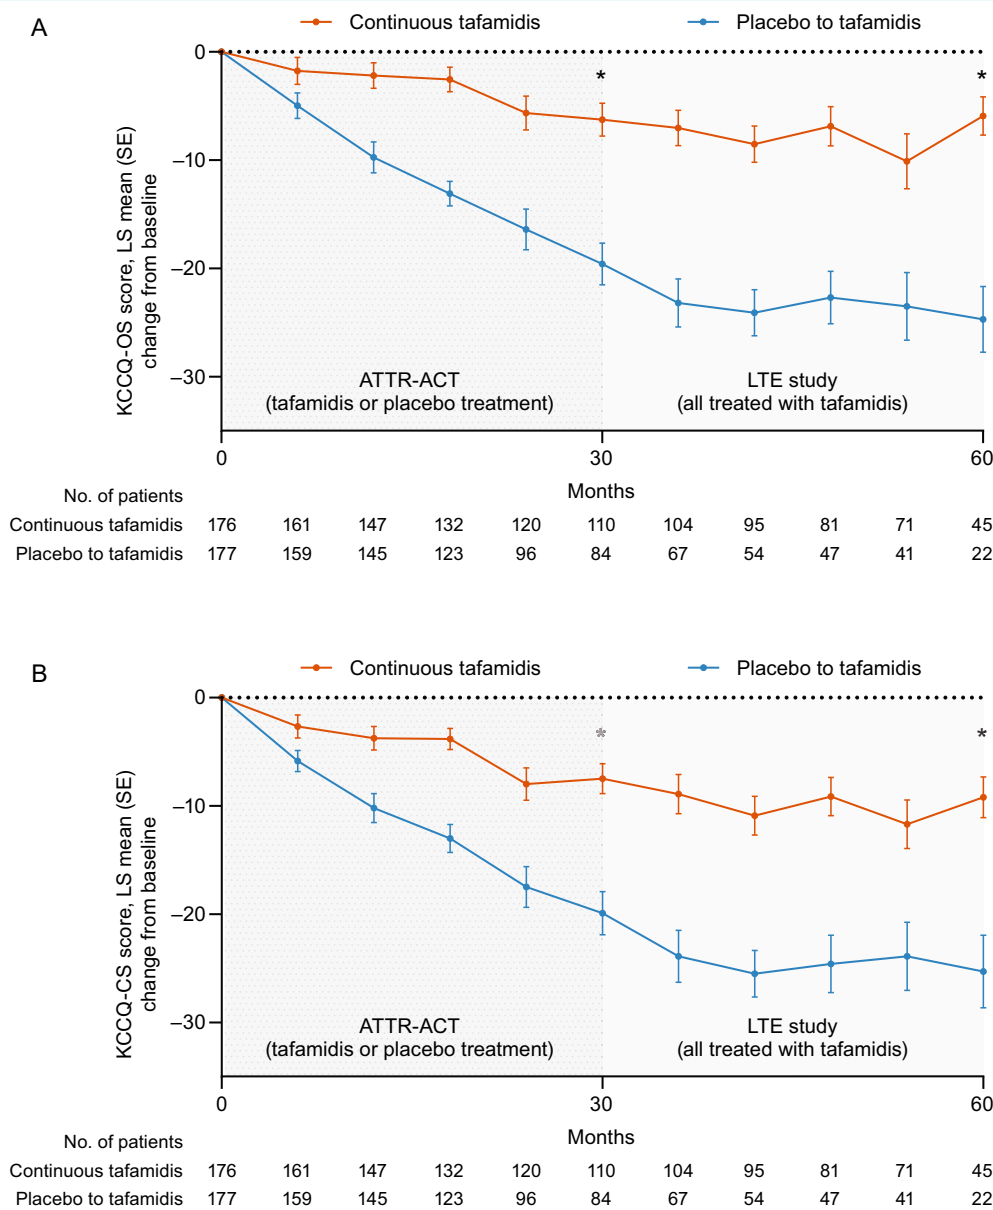 A
Continuous tafamidis
Placebo to tafamidis
KCCQ-OS score, LS mean (SE)
change from baseline
0
–10
–20
–30
*
*
ATTR-ACT
(tafamidis or placebo treatment)
LTE study
(all treated with tafamidis)
0 30 60
Months
No. of patients
Continuous tafamidis 176 161 147 132 120 110 104 95 81 71 45
Placebo to tafamidis 177 159 145 123 96 84 67 54 47 41 22
B
Continuous tafamidis
Placebo to tafamidis
KCCQ-CS score, LS mean (SE)
change from baseline
0
–10
–20
–30
*
*
ATTR-ACT
(tafamidis or placebo treatment)
LTE study
(all treated with tafamidis)
0 30 60
Months
No. of patients
Continuous tafamidis 176 161 147 132 120 110 104 95 81 71 45
Placebo to tafamidis 177 159 145 123 96 84 67 54 47 41 22